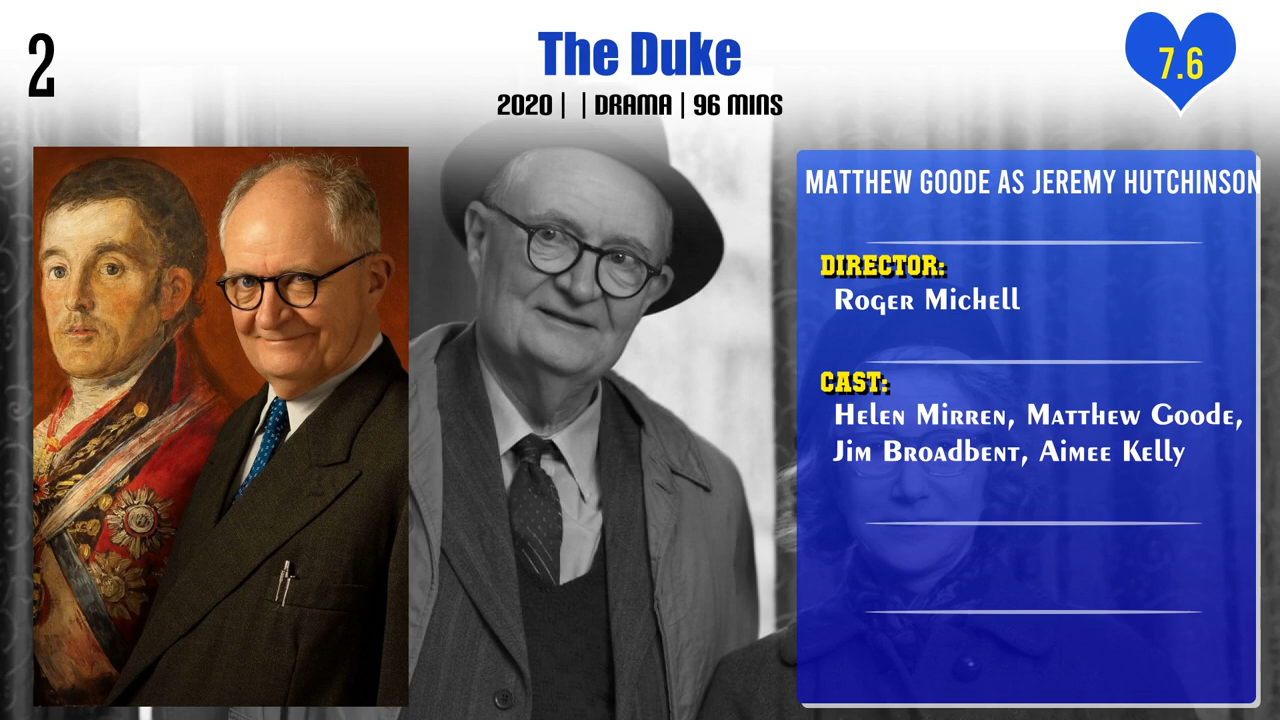 2
The Duke
7.6
2020 | | DRAMA | 96 MINS
MATTHEW GOODE AS JEREMY HUTCHINSON
DIRECTOR:
Roger Michell
CAST:
Helen Mirren, Matthew Goode,
Jim Broadbent, Aimee Kelly